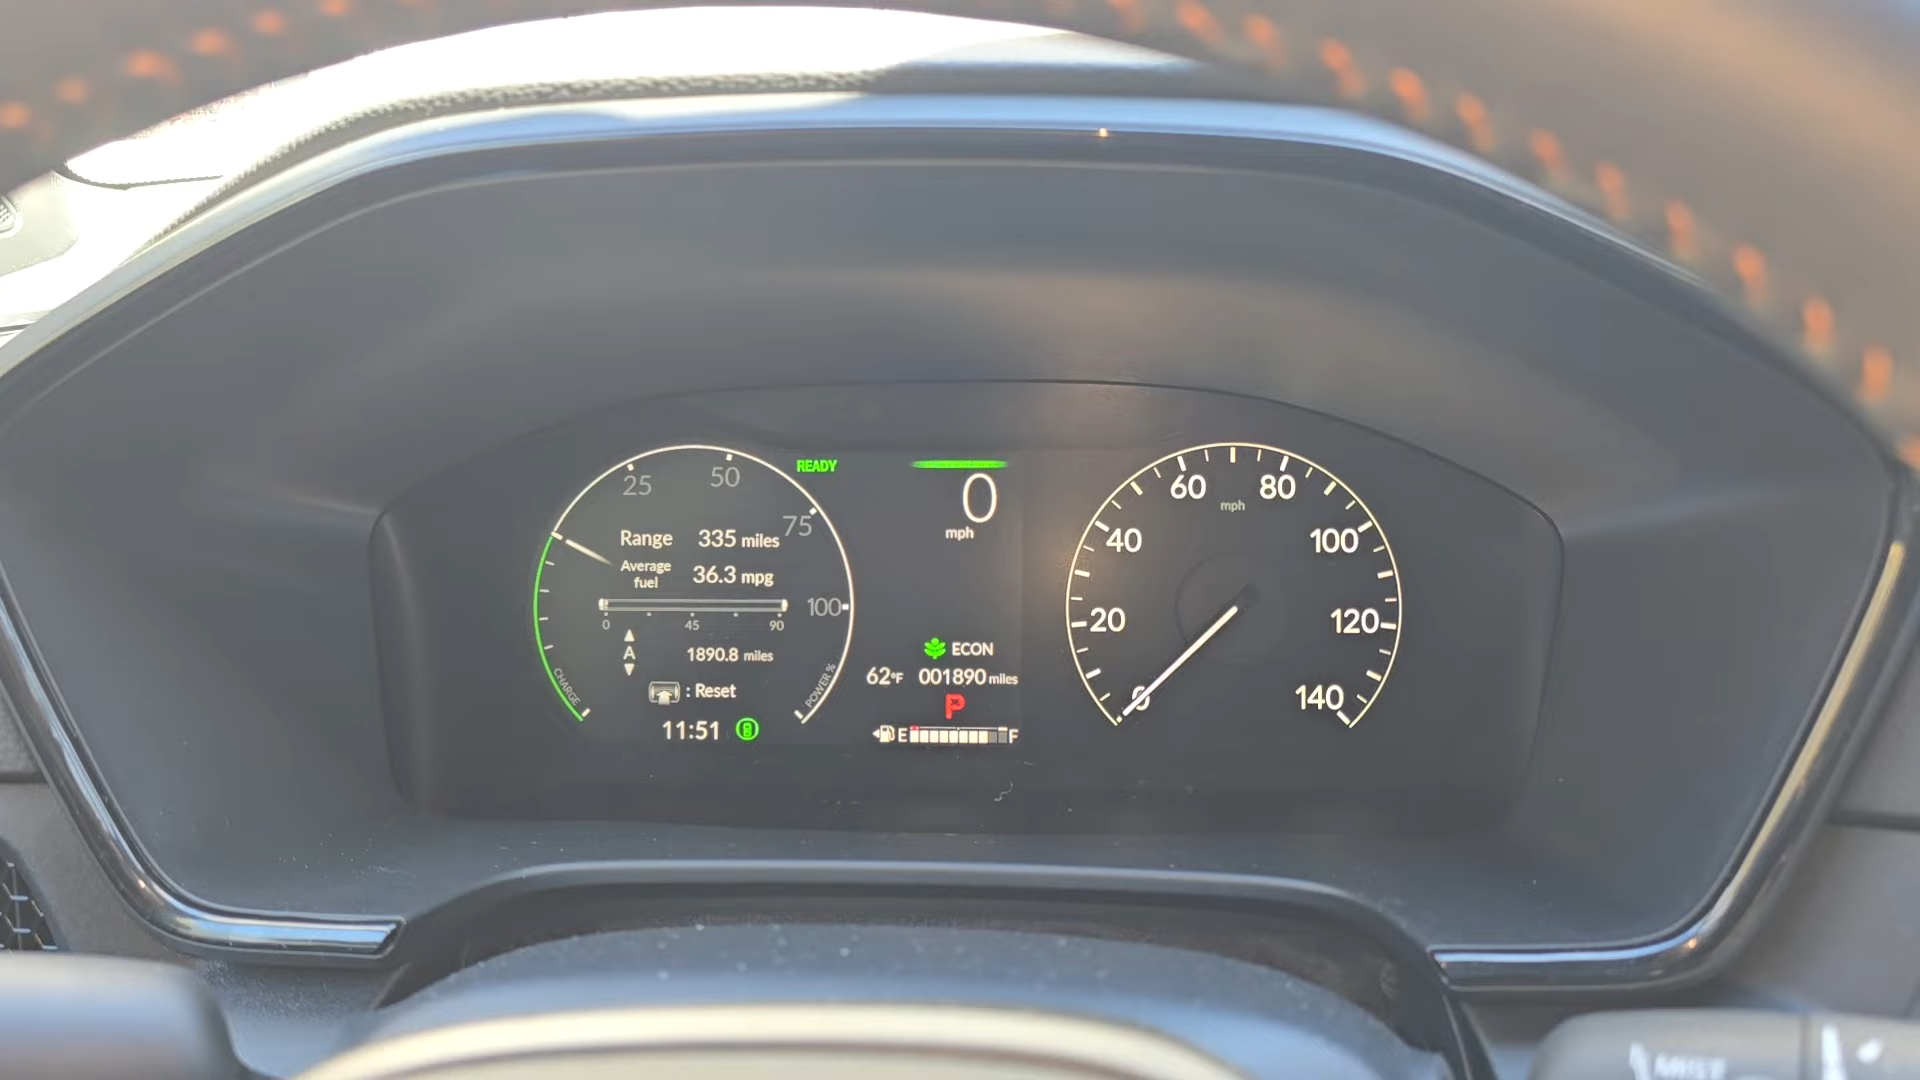 READY
25 50 75 100
Range 335 miles
Average fuel 36.3 mpg
0 45 90
A
1890.8 miles
: Reset
11:51
CHARGE
POWER %
0
mph
ECON
62°F 001890 miles
P
E F
0 20 40 60 80 100 120 140
mph
MIST